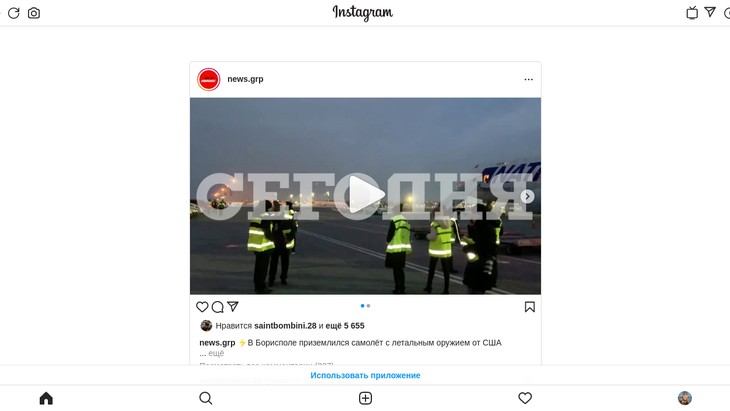 Instagram
news.grp
СЕГОДНЯ
Нравится saintbombini.28 и ещё 5 655
news.grp ⚡В Борисполе приземлился самолёт с летальным оружием от США
... ещё
Использовать приложение